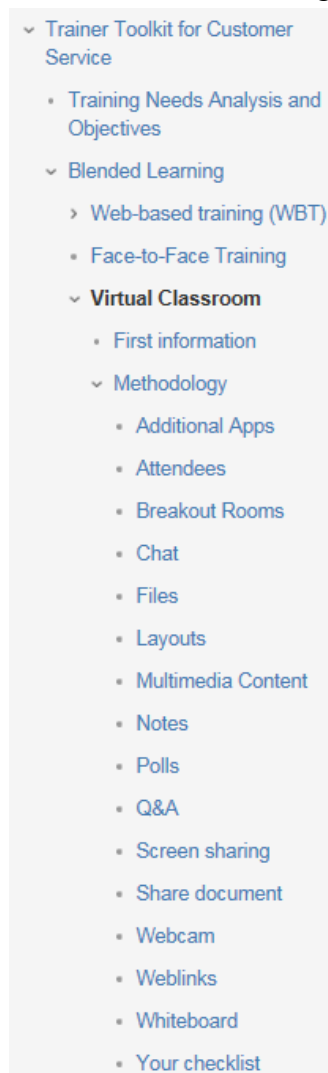 Trainer Toolkit for Customer
Service
Training Needs Analysis and
Objectives
Blended Learning
Web-based training (WBT)
Face-to-Face Training
Virtual Classroom
First information
Methodology
Additional Apps
Attendees
Breakout Rooms
Chat
Files
Layouts
Multimedia Content
Notes
Polls
Q&A
Screen sharing
Share document
Webcam
Weblinks
Whiteboard
Your checklist